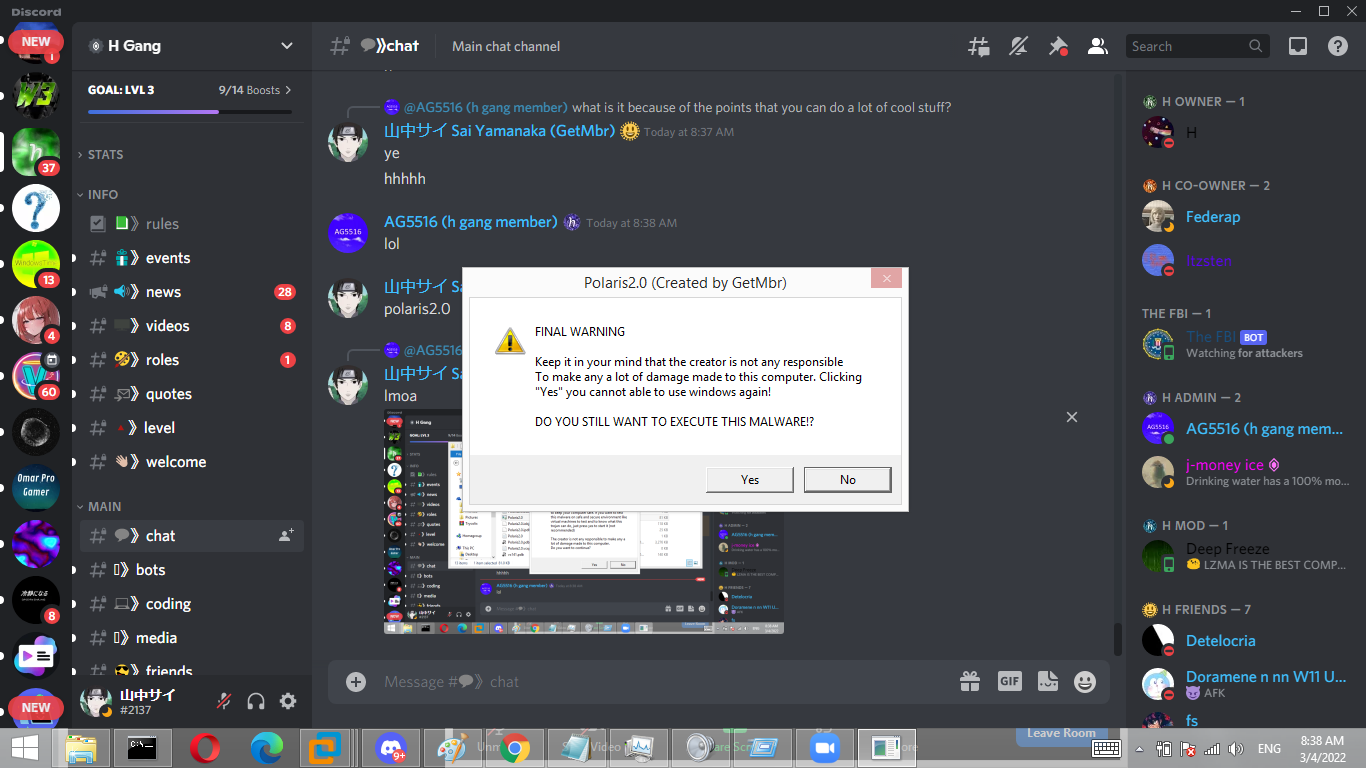 Discord
NEW
1
W3
37
?
13
4
60
Omar Pro
Gamer
8
NEW
H Gang
GOAL: LVL 3
9/14 Boosts
STATS
INFO
rules
events
news
28
videos
8
roles
1
quotes
level
welcome
MAIN
chat
bots
coding
media
friends
山中サイ
#2137
chat
Main chat channel
Search
@AG5516 (h gang member) what is it because of the points that you can do a lot of cool stuff?
山中サイ Sai Yamanaka (GetMbr) Today at 8:37 AM
ye
hhhhh
AG5516
AG5516 (h gang member) Today at 8:38 AM
lol
山中サイ Sa
polaris2.0
@AG5516
山中サイ Sa
lmoa
Polaris2.0 (Created by GetMbr)
FINAL WARNING
Keep it in your mind that the creator is not any responsible
To make any a lot of damage made to this computer. Clicking
"Yes" you cannot able to use windows again!
DO YOU STILL WANT TO EXECUTE THIS MALWARE!?
Yes
No
Message # chat
GIF
H OWNER — 1
H
H CO-OWNER — 2
Federap
THE FBI — 1
The FBI BOT
Watching for attackers
H ADMIN — 2
AG5516
AG5516 (h gang mem...
j-money ice
Drinking water has a 100% mo...
H MOD — 1
Deep Freeze
LZMA IS THE BEST COMP...
H FRIENDS — 7
Detelocria
Doramene n nn W11 U...
AFK
fs
Leave Room
C:\
9+
ENG
8:38 AM
3/4/2022